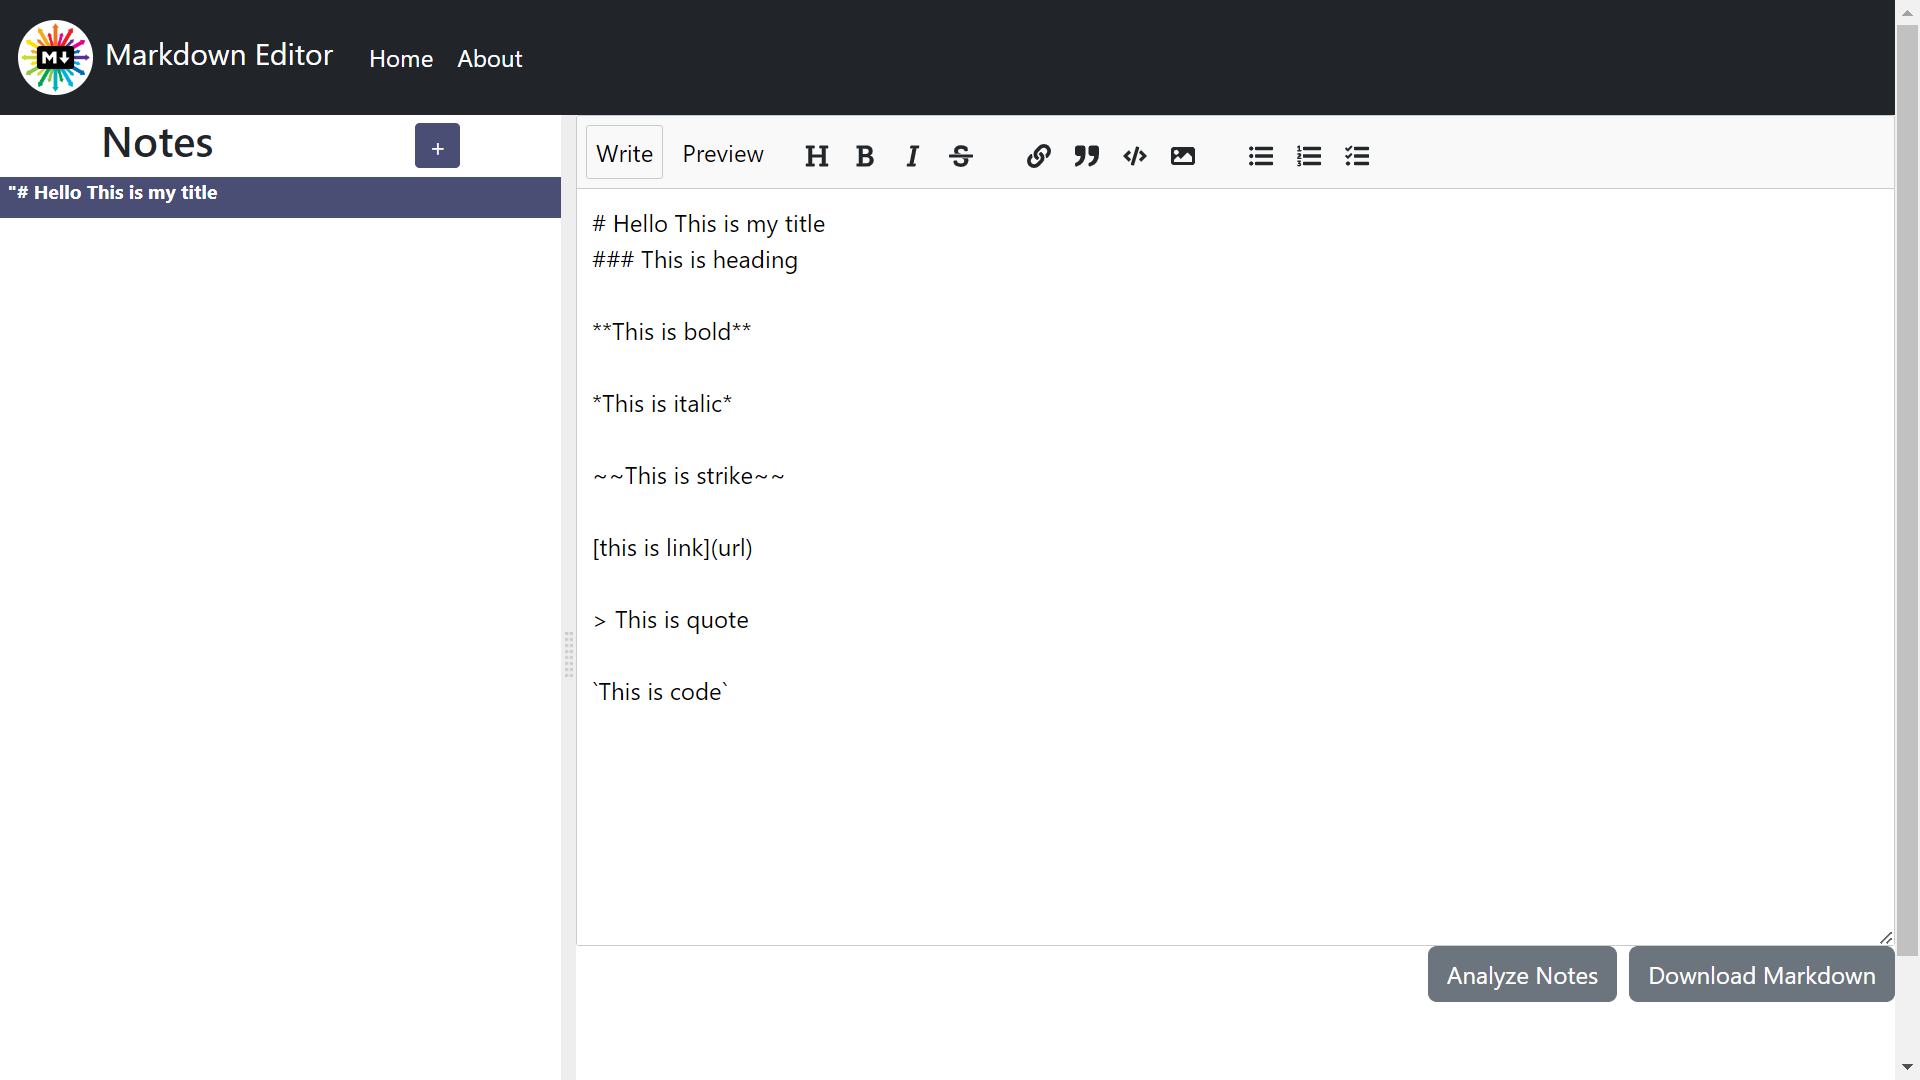 M↓ Markdown Editor Home About
Notes +
"# Hello This is my title
Write Preview H B I S
# Hello This is my title
### This is heading
**This is bold**
*This is italic*
~~This is strike~~
[this is link](url)
> This is quote
`This is code`
Analyze Notes Download Markdown